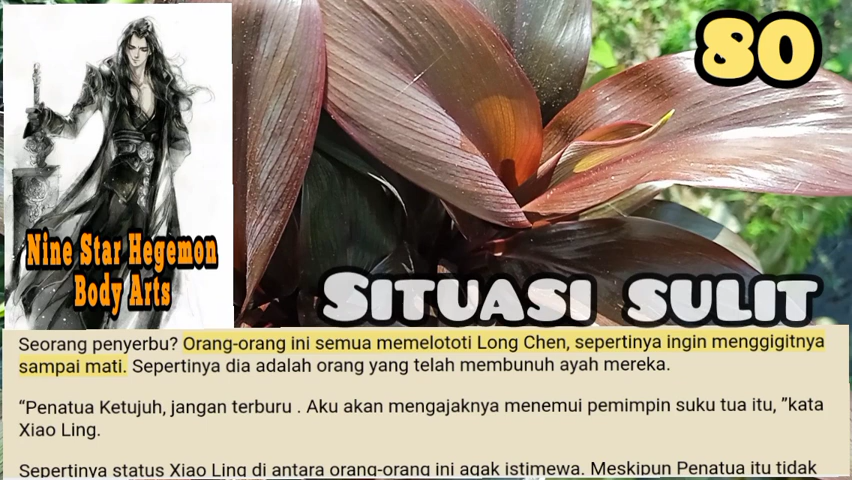 80
Nine Star Hegemon
Body Arts
Situasi sulit
Seorang penyerbu? Orang-orang ini semua memelototi Long Chen, sepertinya ingin menggigitnya
sampai mati. Sepertinya dia adalah orang yang telah membunuh ayah mereka.
“Penatua Ketujuh, jangan terburu . Aku akan mengajaknya menemui pemimpin suku tua itu, ”kata
Xiao Ling.
Sepertinya status Xiao Ling di antara orang-orang ini agak istimewa. Meskipun Penatua itu tidak